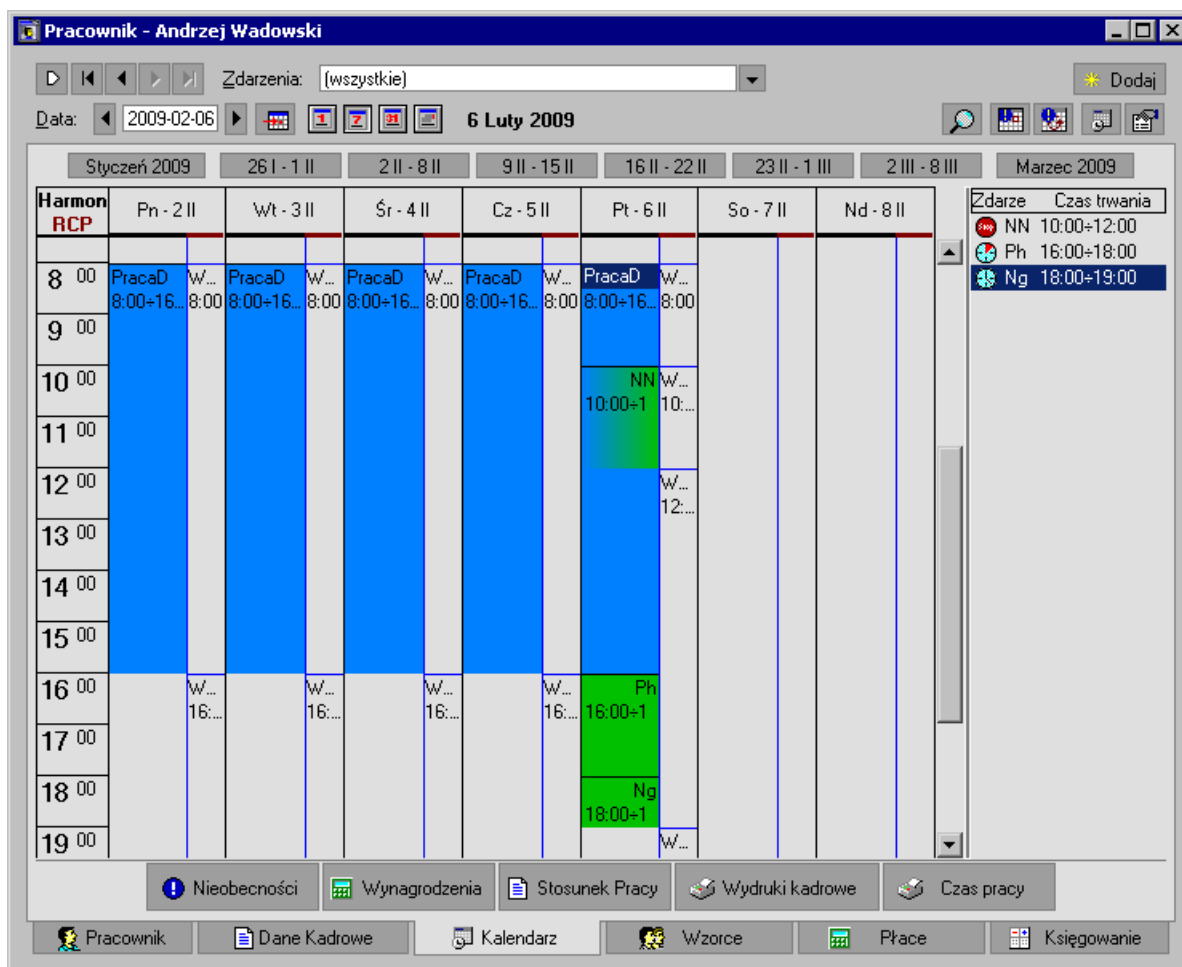 Pracownik - Andrzej Wadowski
Zdarzenia: (wszystkie) Dodaj
Data: 2009-02-06 1 7 31 6 Luty 2009
Styczeń 2009 26 I - 1 II 2 II - 8 II 9 II - 15 II 16 II - 22 II 23 II - 1 III 2 III - 8 III Marzec 2009
Harmon RCP Pn - 2 II Wt - 3 II Śr - 4 II Cz - 5 II Pt - 6 II So - 7 II Nd - 8 II Zdarze Czas trwania
NN 10:00÷12:00
Ph 16:00÷18:00
Ng 18:00÷19:00
8 00 PracaD W... PracaD W... PracaD W... PracaD W... PracaD W...
8:00÷16... 8:00 8:00÷16... 8:00 8:00÷16... 8:00 8:00÷16... 8:00 8:00÷16... 8:00
9 00
10 00 NN W...
10:00÷1 10:...
11 00
12 00 W...
12:...
13 00
14 00
15 00
16 00 W... W... W... W... Ph
16:... 16:... 16:... 16:... 16:00÷1
17 00
18 00 Ng
18:00÷1
19 00 W...
Nieobecności Wynagrodzenia Stosunek Pracy Wydruki kadrowe Czas pracy
Pracownik Dane Kadrowe Kalendarz Wzorce Płace Księgowanie